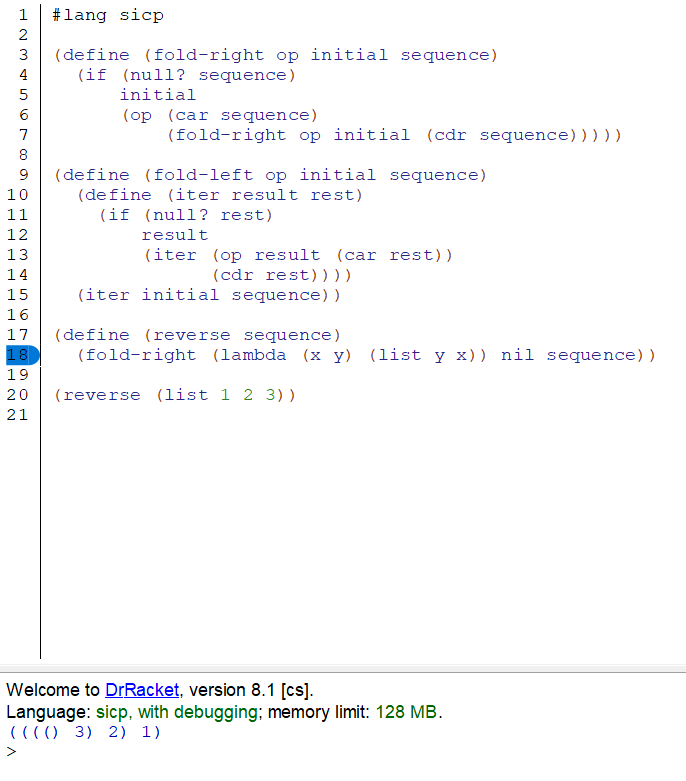 1 #lang sicp
2
3 (define (fold-right op initial sequence)
4   (if (null? sequence)
5       initial
6       (op (car sequence)
7           (fold-right op initial (cdr sequence)))))
8
9 (define (fold-left op initial sequence)
10   (define (iter result rest)
11     (if (null? rest)
12         result
13         (iter (op result (car rest))
14               (cdr rest))))
15   (iter initial sequence))
16
17 (define (reverse sequence)
18   (fold-right (lambda (x y) (list y x)) nil sequence))
19
20 (reverse (list 1 2 3))
21
Welcome to DrRacket, version 8.1 [cs].
Language: sicp, with debugging; memory limit: 128 MB.
(((() 3) 2) 1)
>